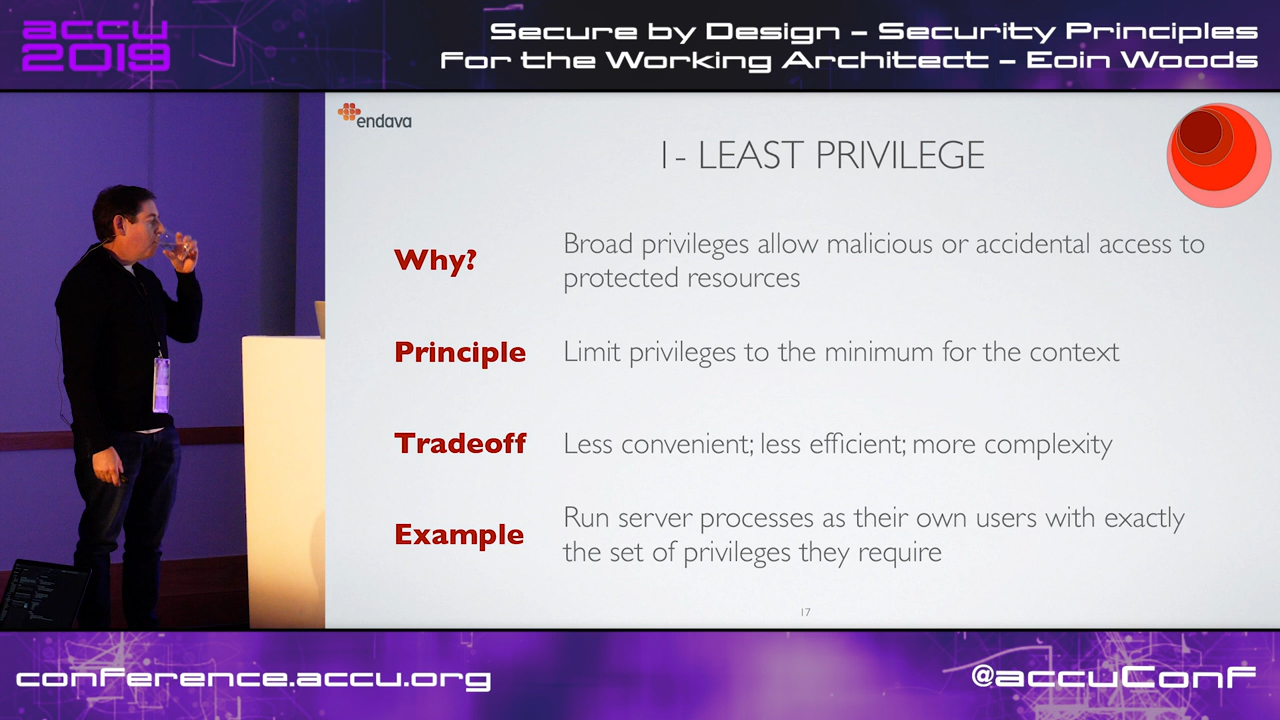 accu
2019
Secure by Design – Security Principles
For the Working Architect – Eoin Woods
endava
1 - LEAST PRIVILEGE
Why?
Broad privileges allow malicious or accidental access to
protected resources
Principle
Limit privileges to the minimum for the context
Tradeoff
Less convenient; less efficient; more complexity
Example
Run server processes as their own users with exactly
the set of privileges they require
17
conference.accu.org
@accuConf